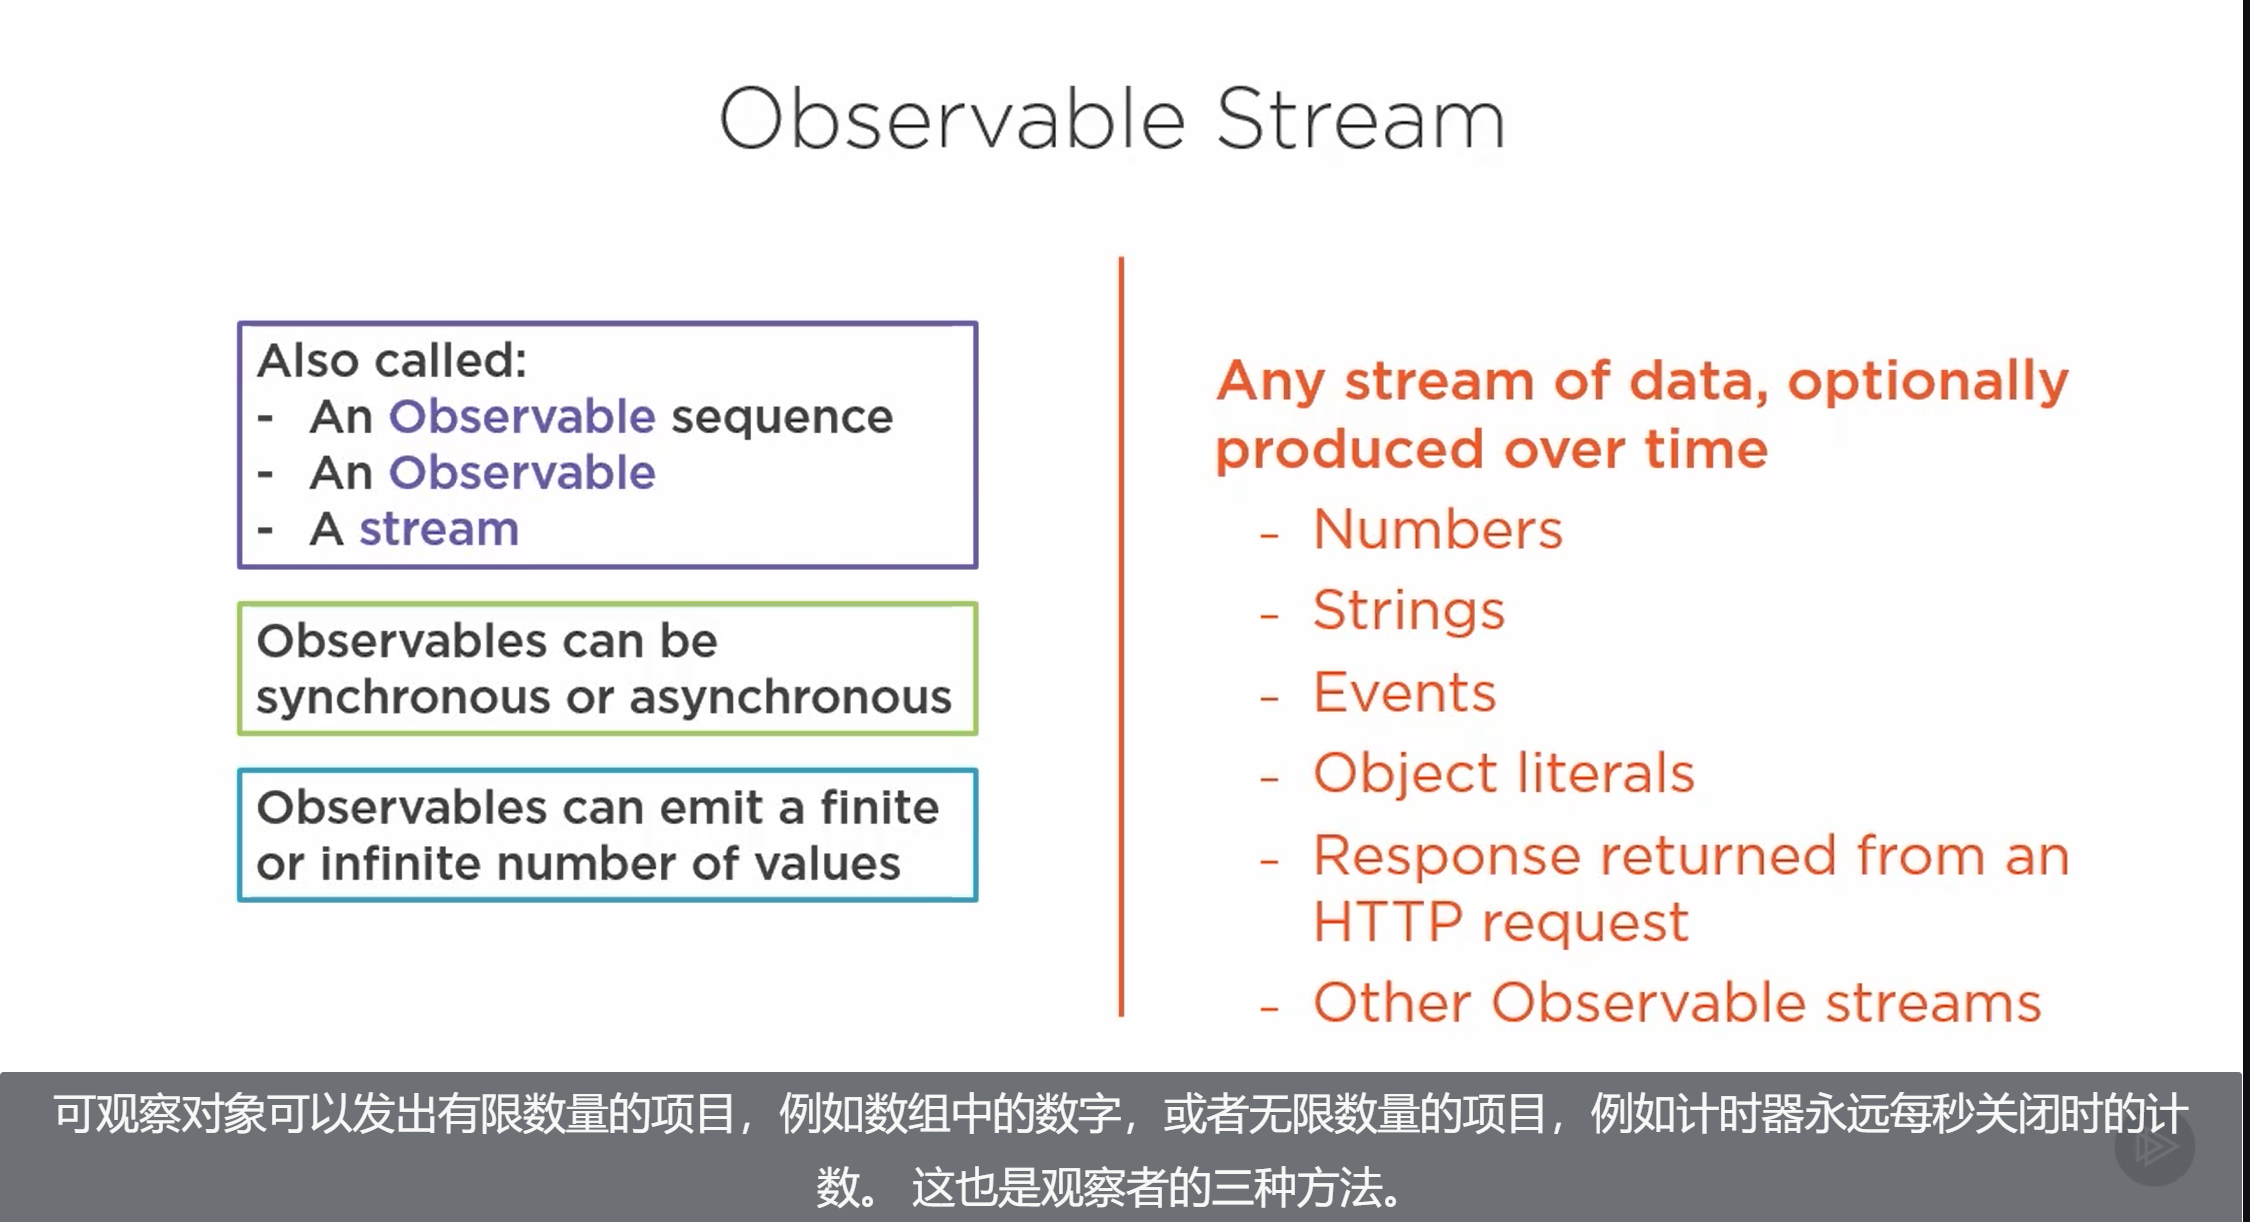 Observable Stream
Also called:
- An Observable sequence
- An Observable
- A stream
Observables can be
synchronous or asynchronous
Observables can emit a finite
or infinite number of values
Any stream of data, optionally
produced over time
- Numbers
- Strings
- Events
- Object literals
- Response returned from an
HTTP request
- Other Observable streams
可观察对象可以发出有限数量的项目，例如数组中的数字，或者无限数量的项目，例如计时器永远每秒关闭时的计
数。 这也是观察者的三种方法。